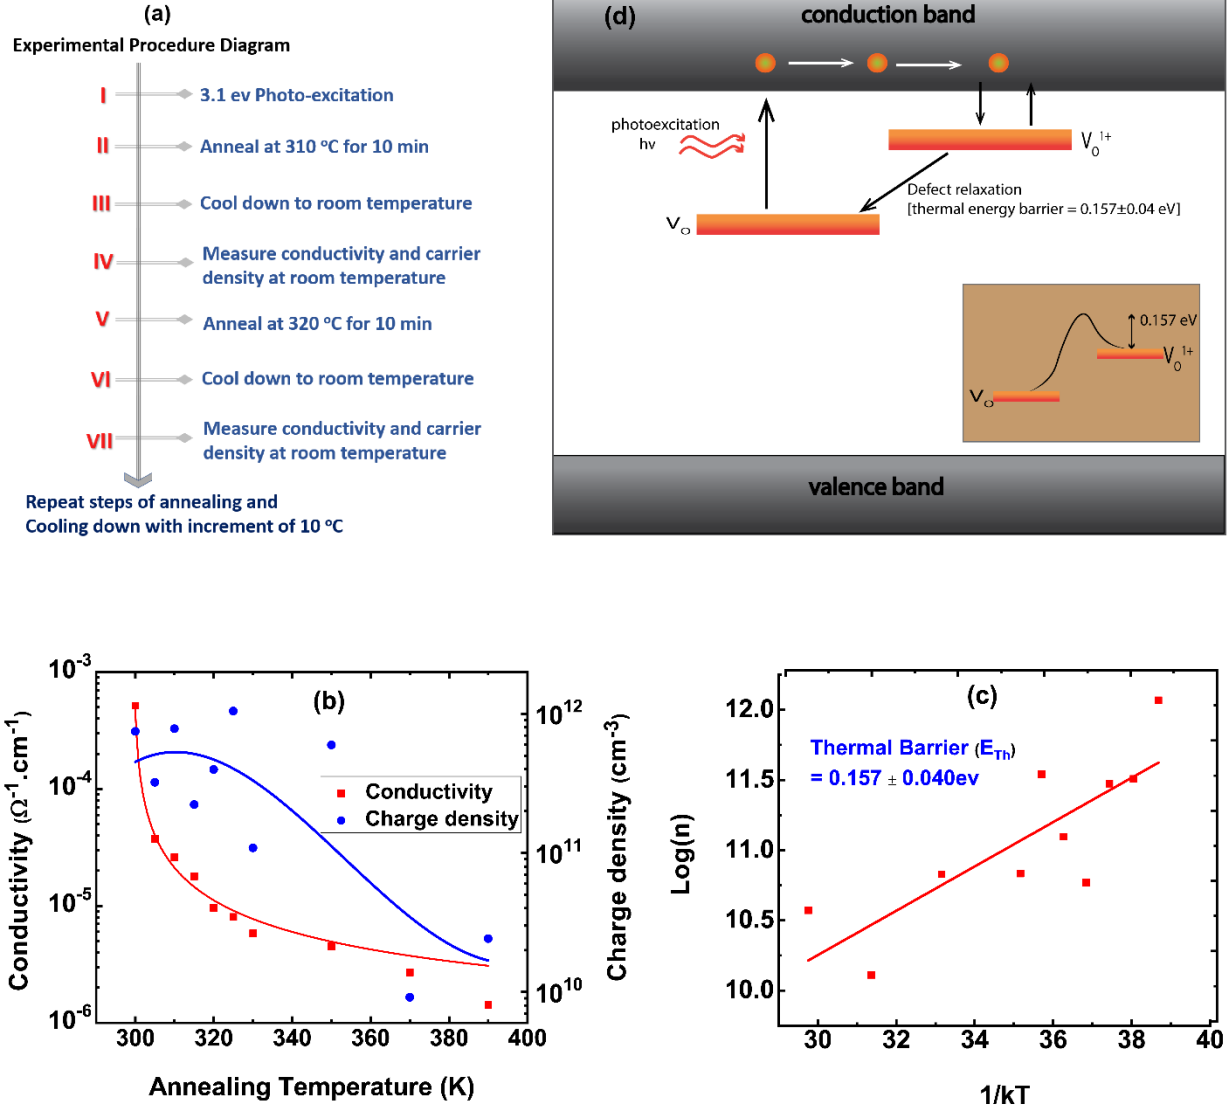 (a)
Experimental Procedure Diagram
I
3.1 ev Photo-excitation
II
Anneal at 310 °C for 10 min
III
Cool down to room temperature
IV
Measure conductivity and carrier
density at room temperature
V
Anneal at 320 °C for 10 min
VI
Cool down to room temperature
VII
Measure conductivity and carrier
density at room temperature
Repeat steps of annealing and
Cooling down with increment of 10 °C
(d)
conduction band
photoexcitation
hv
V_O^1+
Defect relaxation
[thermal energy barrier = 0.157±0.04 eV]
V_O
0.157 eV
V_O^1+
V_O
valence band
(b)
Conductivity (Ω⁻¹.cm⁻¹)
10⁻³
10⁻⁴
10⁻⁵
10⁻⁶
Conductivity
Charge density
10¹²
10¹¹
10¹⁰
Charge density (cm⁻³)
300
320
340
360
380
400
Annealing Temperature (K)
(c)
Thermal Barrier (E_Th)
= 0.157 ± 0.040ev
Log(n)
12.0
11.5
11.0
10.5
10.0
30
32
34
36
38
40
1/kT